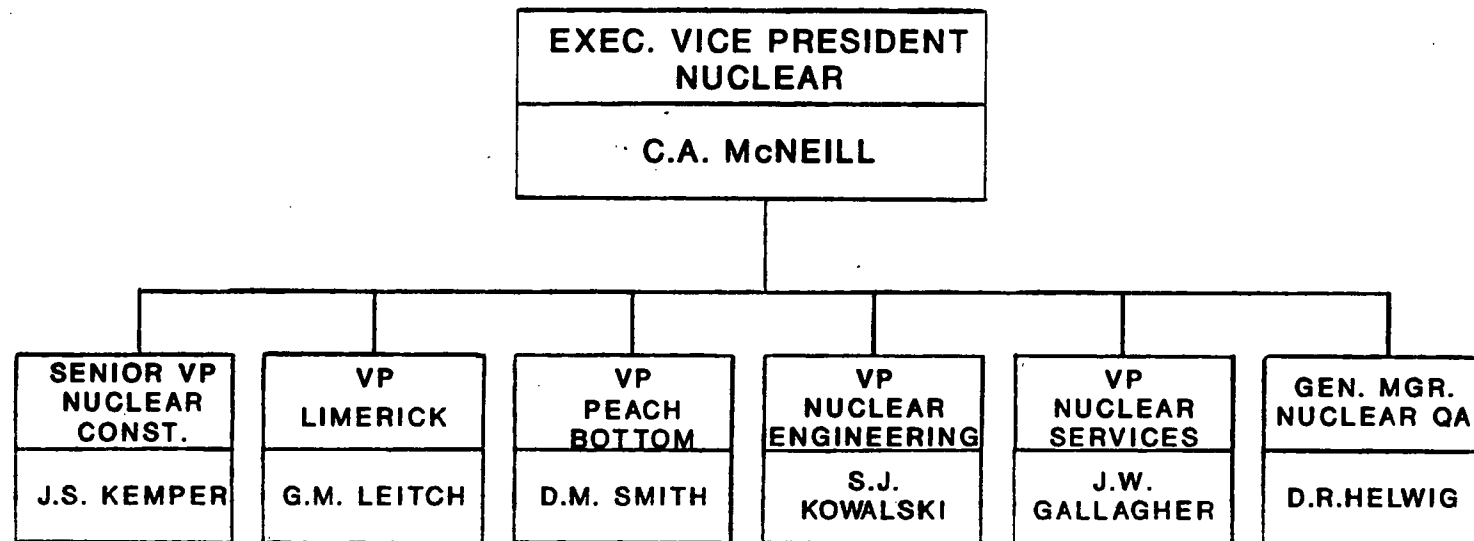 EXEC. VICE PRESIDENT
NUCLEAR
C.A. McNEILL
SENIOR VP
NUCLEAR
CONST.
J.S. KEMPER
VP
LIMERICK
G.M. LEITCH
VP
PEACH
BOTTOM
D.M. SMITH
VP
NUCLEAR
ENGINEERING
S.J.
KOWALSKI
VP
NUCLEAR
SERVICES
J.W.
GALLAGHER
GEN. MGR.
NUCLEAR QA
D.R.HELWIG